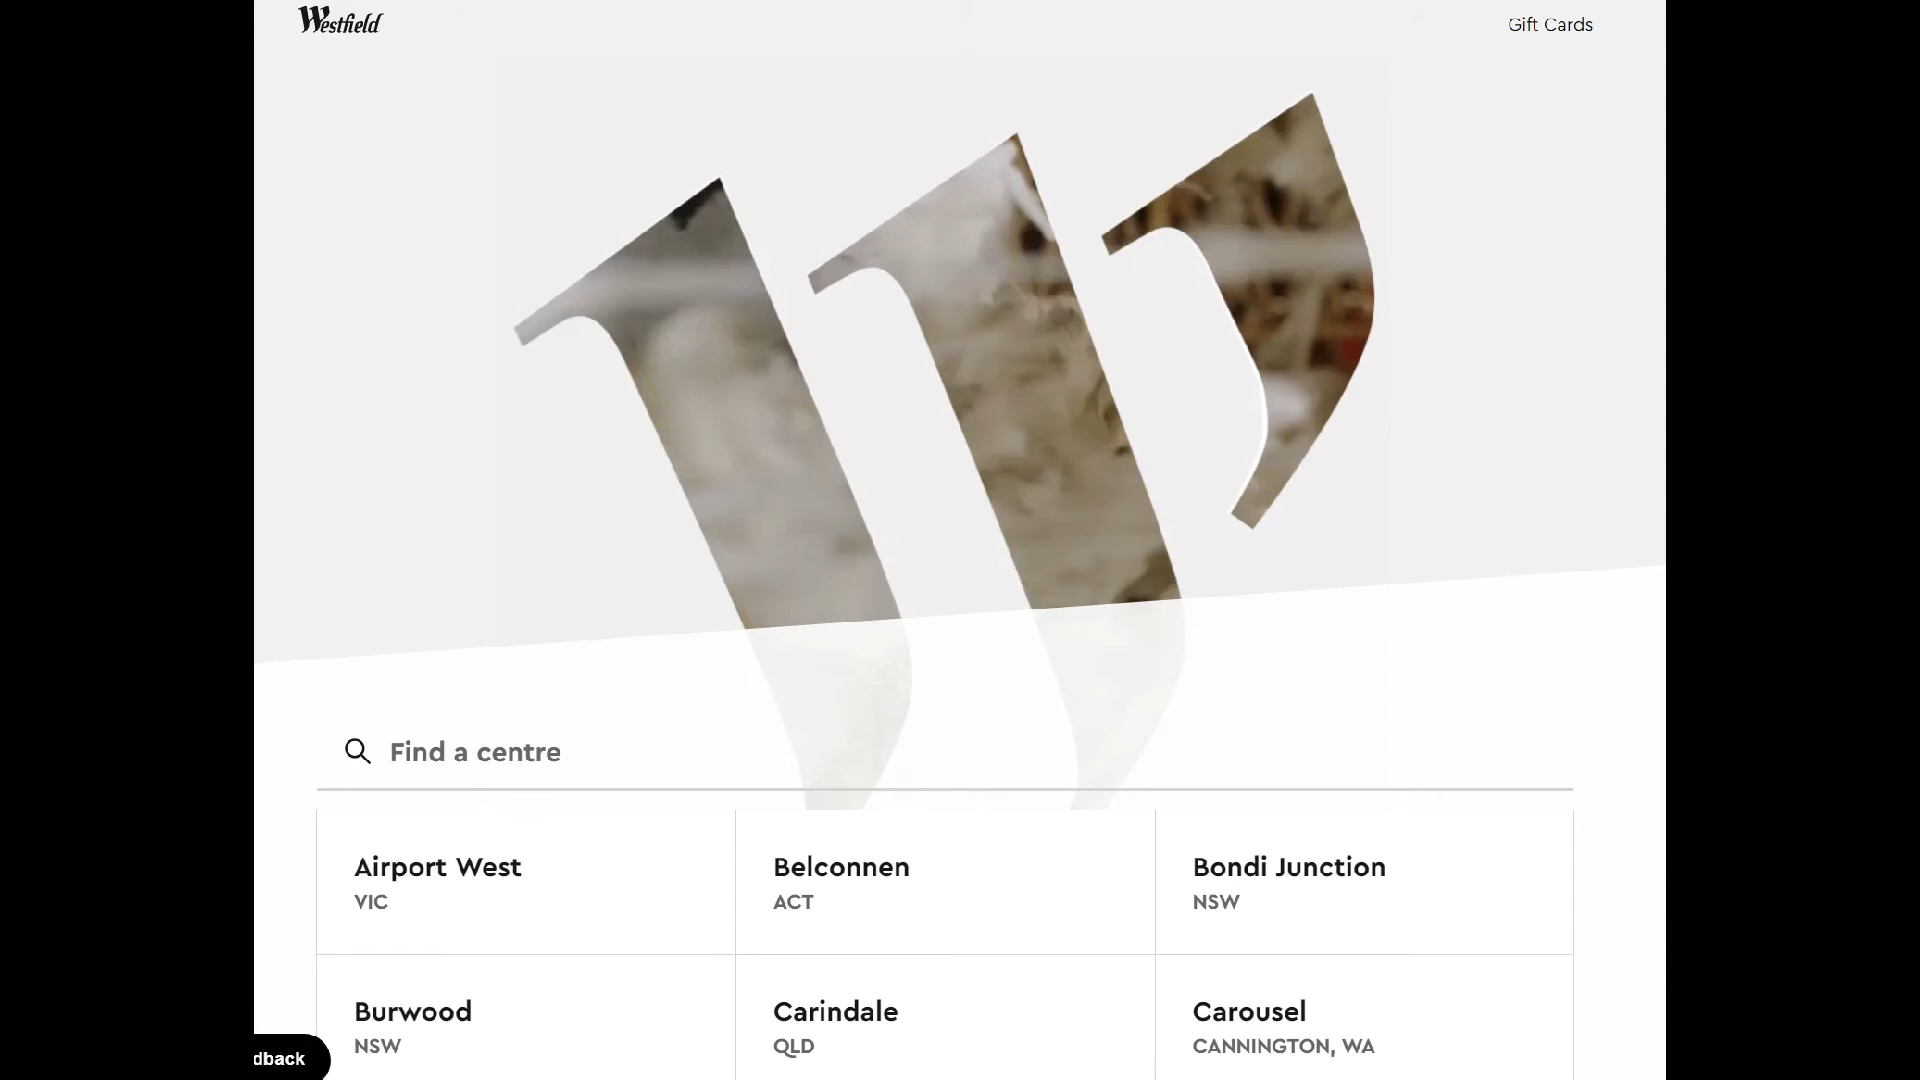 Westfield
Gift Cards
Find a centre
Airport West
VIC
Belconnen
ACT
Bondi Junction
NSW
Burwood
NSW
Carindale
QLD
Carousel
CANNINGTON, WA
dback